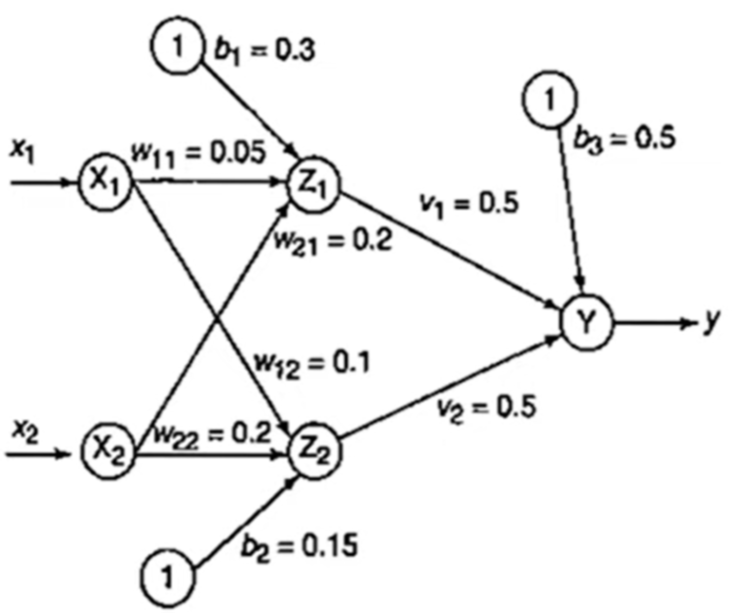 1 b₁ = 0.3
1
b₃ = 0.5
x₁
w₁₁ = 0.05
X₁
Z₁
v₁ = 0.5
w₂₁ = 0.2
Y
y
w₁₂ = 0.1
v₂ = 0.5
x₂
w₂₂ = 0.2
X₂
Z₂
b₂ = 0.15
1